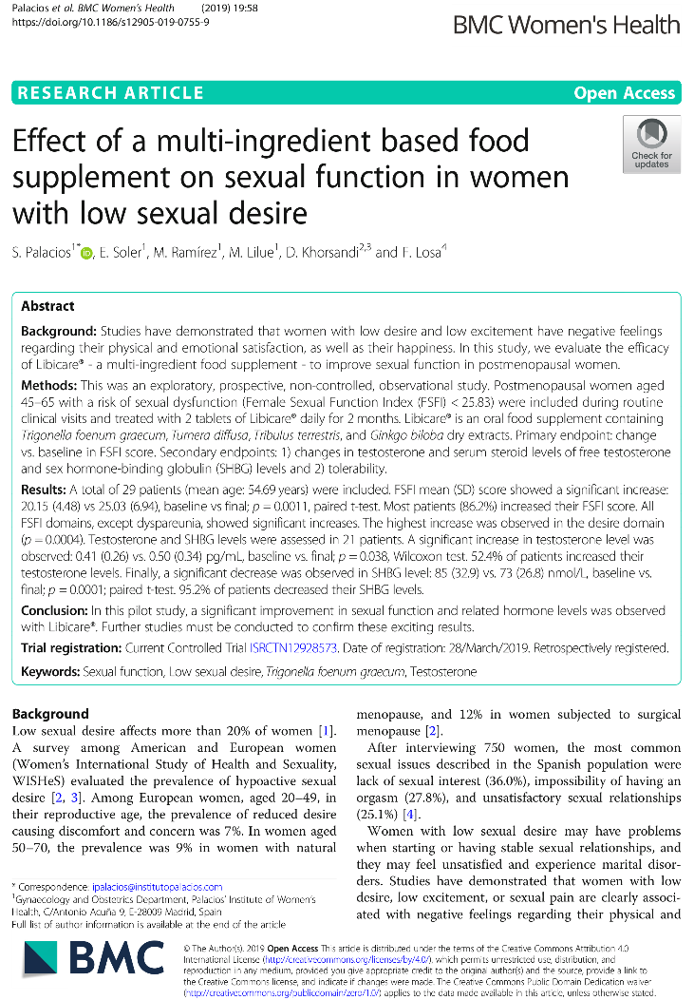 Palacios et al. BMC Women's Health (2019) 19:58
https://doi.org/10.1186/s12905-019-0755-9
BMC Women's Health
RESEARCH ARTICLE
Open Access
Effect of a multi-ingredient based food
supplement on sexual function in women
with low sexual desire
Check for
updates
S. Palacios1* iD, E. Soler1, M. Ramírez1, M. Lilue1, D. Khorsandi2,3 and F. Losa4
Abstract
Background: Studies have demonstrated that women with low desire and low excitement have negative feelings
regarding their physical and emotional satisfaction, as well as their happiness. In this study, we evaluate the efficacy
of Libicare® - a multi-ingredient food supplement - to improve sexual function in postmenopausal women.
Methods: This was an exploratory, prospective, non-controlled, observational study. Postmenopausal women aged
45–65 with a risk of sexual dysfunction (Female Sexual Function Index (FSFI) < 25.83) were included during routine
clinical visits and treated with 2 tablets of Libicare® daily for 2 months. Libicare® is an oral food supplement containing
Trigonella foenum graecum, Turnera diffusa, Tribulus terrestris, and Ginkgo biloba dry extracts. Primary endpoint: change
vs. baseline in FSFI score. Secondary endpoints: 1) changes in testosterone and serum steroid levels of free testosterone
and sex hormone-binding globulin (SHBG) levels and 2) tolerability.
Results: A total of 29 patients (mean age: 54.69 years) were included. FSFI mean (SD) score showed a significant increase:
20.15 (4.48) vs 25.03 (6.94), baseline vs final; p = 0.0011, paired t-test. Most patients (86.2%) increased their FSFI score. All
FSFI domains, except dyspareunia, showed significant increases. The highest increase was observed in the desire domain
(p = 0.0004). Testosterone and SHBG levels were assessed in 21 patients. A significant increase in testosterone level was
observed: 0.41 (0.26) vs. 0.50 (0.34) pg/mL, baseline vs. final; p = 0.038, Wilcoxon test. 52.4% of patients increased their
testosterone levels. Finally, a significant decrease was observed in SHBG level: 85 (32.9) vs. 73 (26.8) nmol/L, baseline vs.
final; p = 0.0001; paired t-test. 95.2% of patients decreased their SHBG levels.
Conclusion: In this pilot study, a significant improvement in sexual function and related hormone levels was observed
with Libicare®. Further studies must be conducted to confirm these exciting results.
Trial registration: Current Controlled Trial ISRCTN12928573. Date of registration: 28/March/2019. Retrospectively registered.
Keywords: Sexual function, Low sexual desire, Trigonella foenum graecum, Testosterone
Background
Low sexual desire affects more than 20% of women [1].
A survey among American and European women
(Women's International Study of Health and Sexuality,
WISHeS) evaluated the prevalence of hypoactive sexual
desire [2, 3]. Among European women, aged 20–49, in
their reproductive age, the prevalence of reduced desire
causing discomfort and concern was 7%. In women aged
50–70, the prevalence was 9% in women with natural
menopause, and 12% in women subjected to surgical
menopause [2].
After interviewing 750 women, the most common
sexual issues described in the Spanish population were
lack of sexual interest (36.0%), impossibility of having an
orgasm (27.8%), and unsatisfactory sexual relationships
(25.1%) [4].
Women with low sexual desire may have problems
when starting or having stable sexual relationships, and
they may feel unsatisfied and experience marital disor-
ders. Studies have demonstrated that women with low
desire, low excitement, or sexual pain are clearly associ-
ated with negative feelings regarding their physical and
* Correspondence: ipalacios@institutopalacios.com
1Gynaecology and Obstetrics Department, Palacios' Institute of Women's
Health, C/Antonio Acuña 9, E-28009 Madrid, Spain
Full list of author information is available at the end of the article
BMC
© The Author(s). 2019 Open Access This article is distributed under the terms of the Creative Commons Attribution 4.0
International License (http://creativecommons.org/licenses/by/4.0/), which permits unrestricted use, distribution, and
reproduction in any medium, provided you give appropriate credit to the original author(s) and the source, provide a link to
the Creative Commons license, and indicate if changes were made. The Creative Commons Public Domain Dedication waiver
(http://creativecommons.org/publicdomain/zero/1.0/) applies to the data made available in this article, unless otherwise stated.